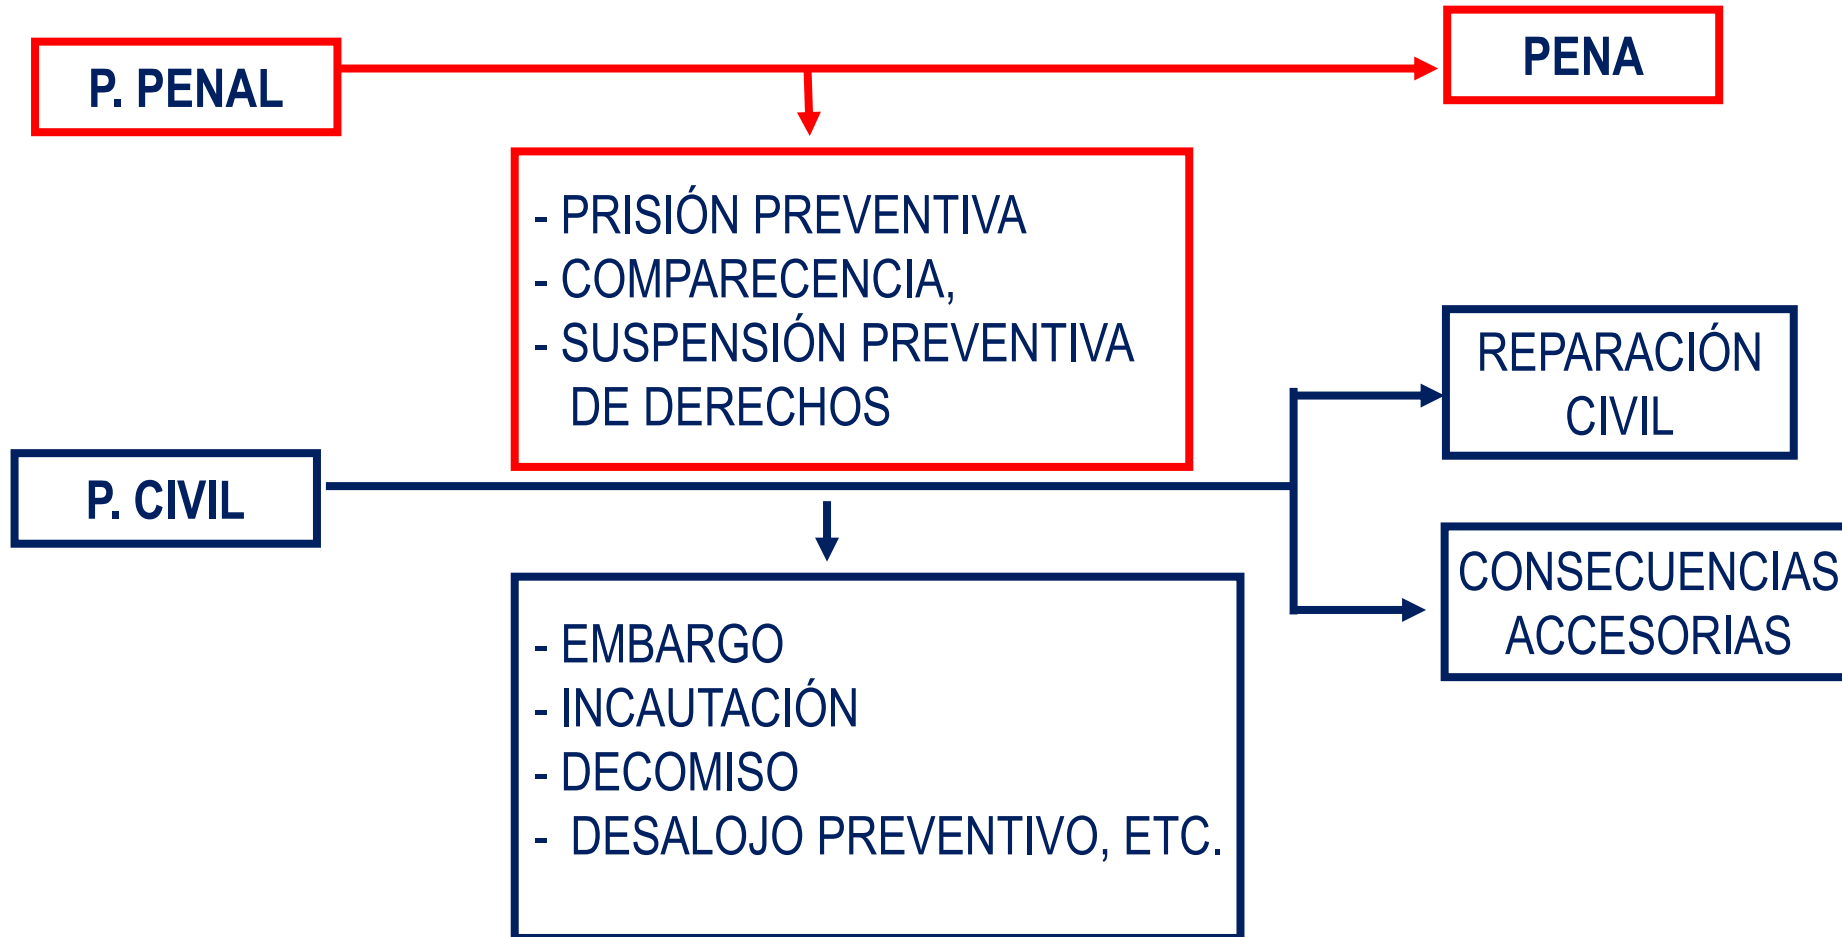 P. PENAL
PENA
- PRISIÓN PREVENTIVA
- COMPARECENCIA,
- SUSPENSIÓN PREVENTIVA
DE DERECHOS
REPARACIÓN
CIVIL
P. CIVIL
CONSECUENCIAS
ACCESORIAS
- EMBARGO
- INCAUTACIÓN
- DECOMISO
- DESALOJO PREVENTIVO, ETC.